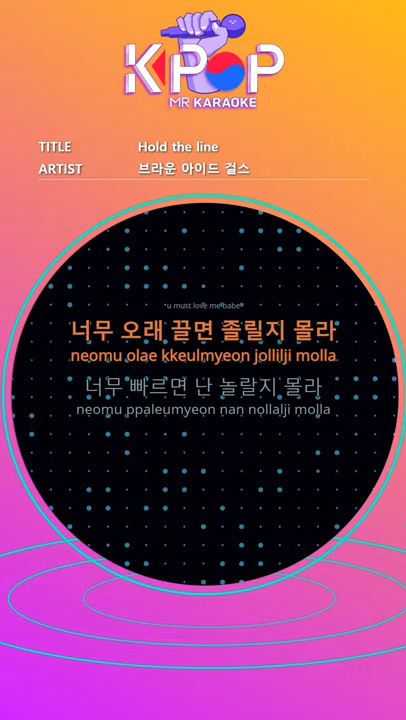 KPOP
MR KARAOKE
TITLE Hold the line
ARTIST 브라운 아이드 걸스
*u must love me babe*
너무 오래 끌면 졸릴지 몰라
neomu olae kkeulmyeon jollilji molla
너무 빠르면 난 놀랄지 몰라
neomu ppaleumyeon nan nollalji molla